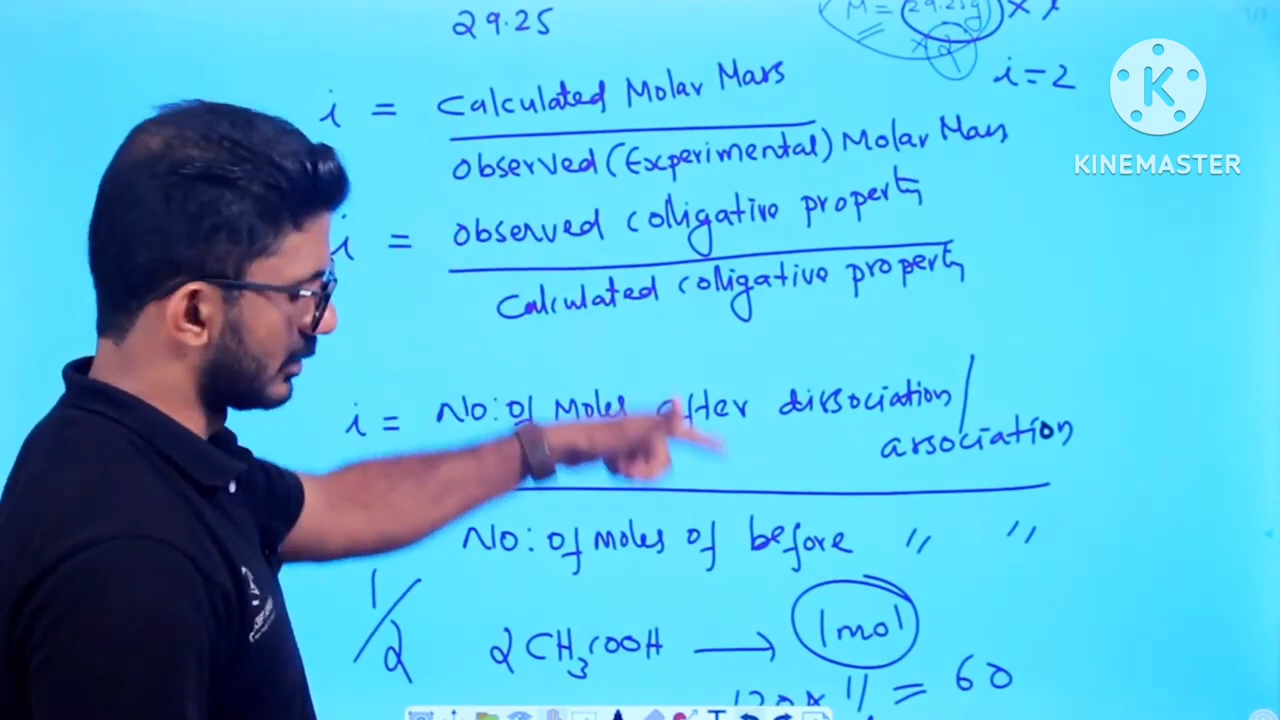 29.25
M = 29.25g × i
× 2
i = 2
i = Calculated Molar Mass
observed (Experimental) Molar Mass
KINEMASTER
i = observed colligative property
Calculated colligative property
i = No: of Moles after dissociation /
association
No: of moles of before " "
1/2 2CH₃COOH → 1mol
= 60